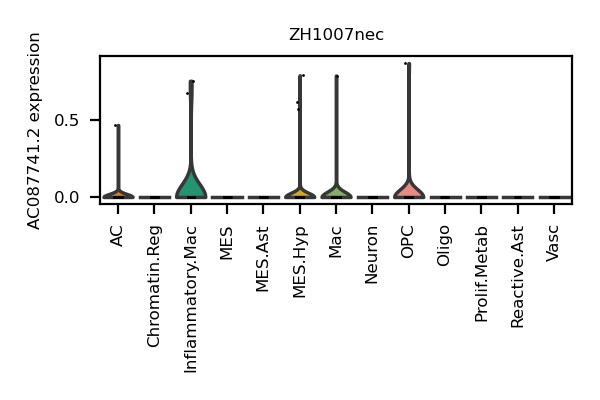 ZH1007nec
AC087741.2 expression
0.5
0.0
AC
Chromatin.Reg
Inflammatory.Mac
MES
MES.Ast
MES.Hyp
Mac
Neuron
OPC
Oligo
Prolif.Metab
Reactive.Ast
Vasc